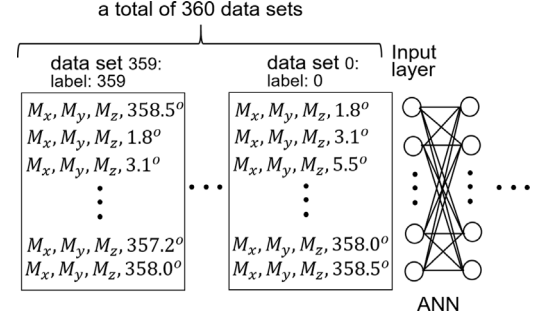 a total of 360 data sets
data set 359:
label: 359
M_x, M_y, M_z, 358.5^o
M_x, M_y, M_z, 1.8^o
M_x, M_y, M_z, 3.1^o
⋮
M_x, M_y, M_z, 357.2^o
M_x, M_y, M_z, 358.0^o
...
data set 0:
label: 0
M_x, M_y, M_z, 1.8^o
M_x, M_y, M_z, 3.1^o
M_x, M_y, M_z, 5.5^o
⋮
M_x, M_y, M_z, 358.0^o
M_x, M_y, M_z, 358.5^o
Input
layer
...
ANN